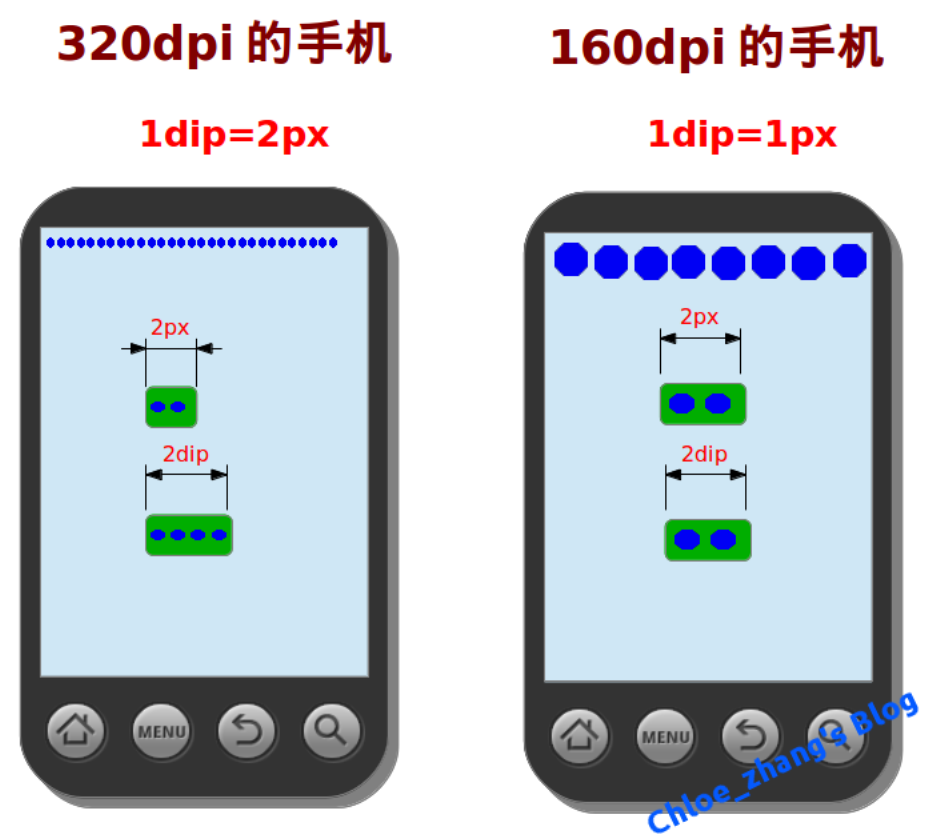 320dpi 的手机
1dip=2px
2px
2dip
MENU
160dpi 的手机
1dip=1px
2px
2dip
MENU
Chloe_zhang's Blog